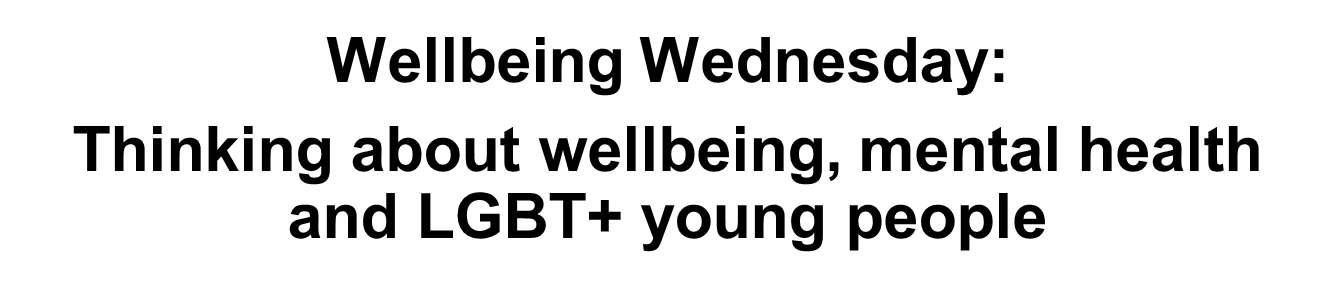 Wellbeing Wednesday:
Thinking about wellbeing, mental health
and LGBT+ young people